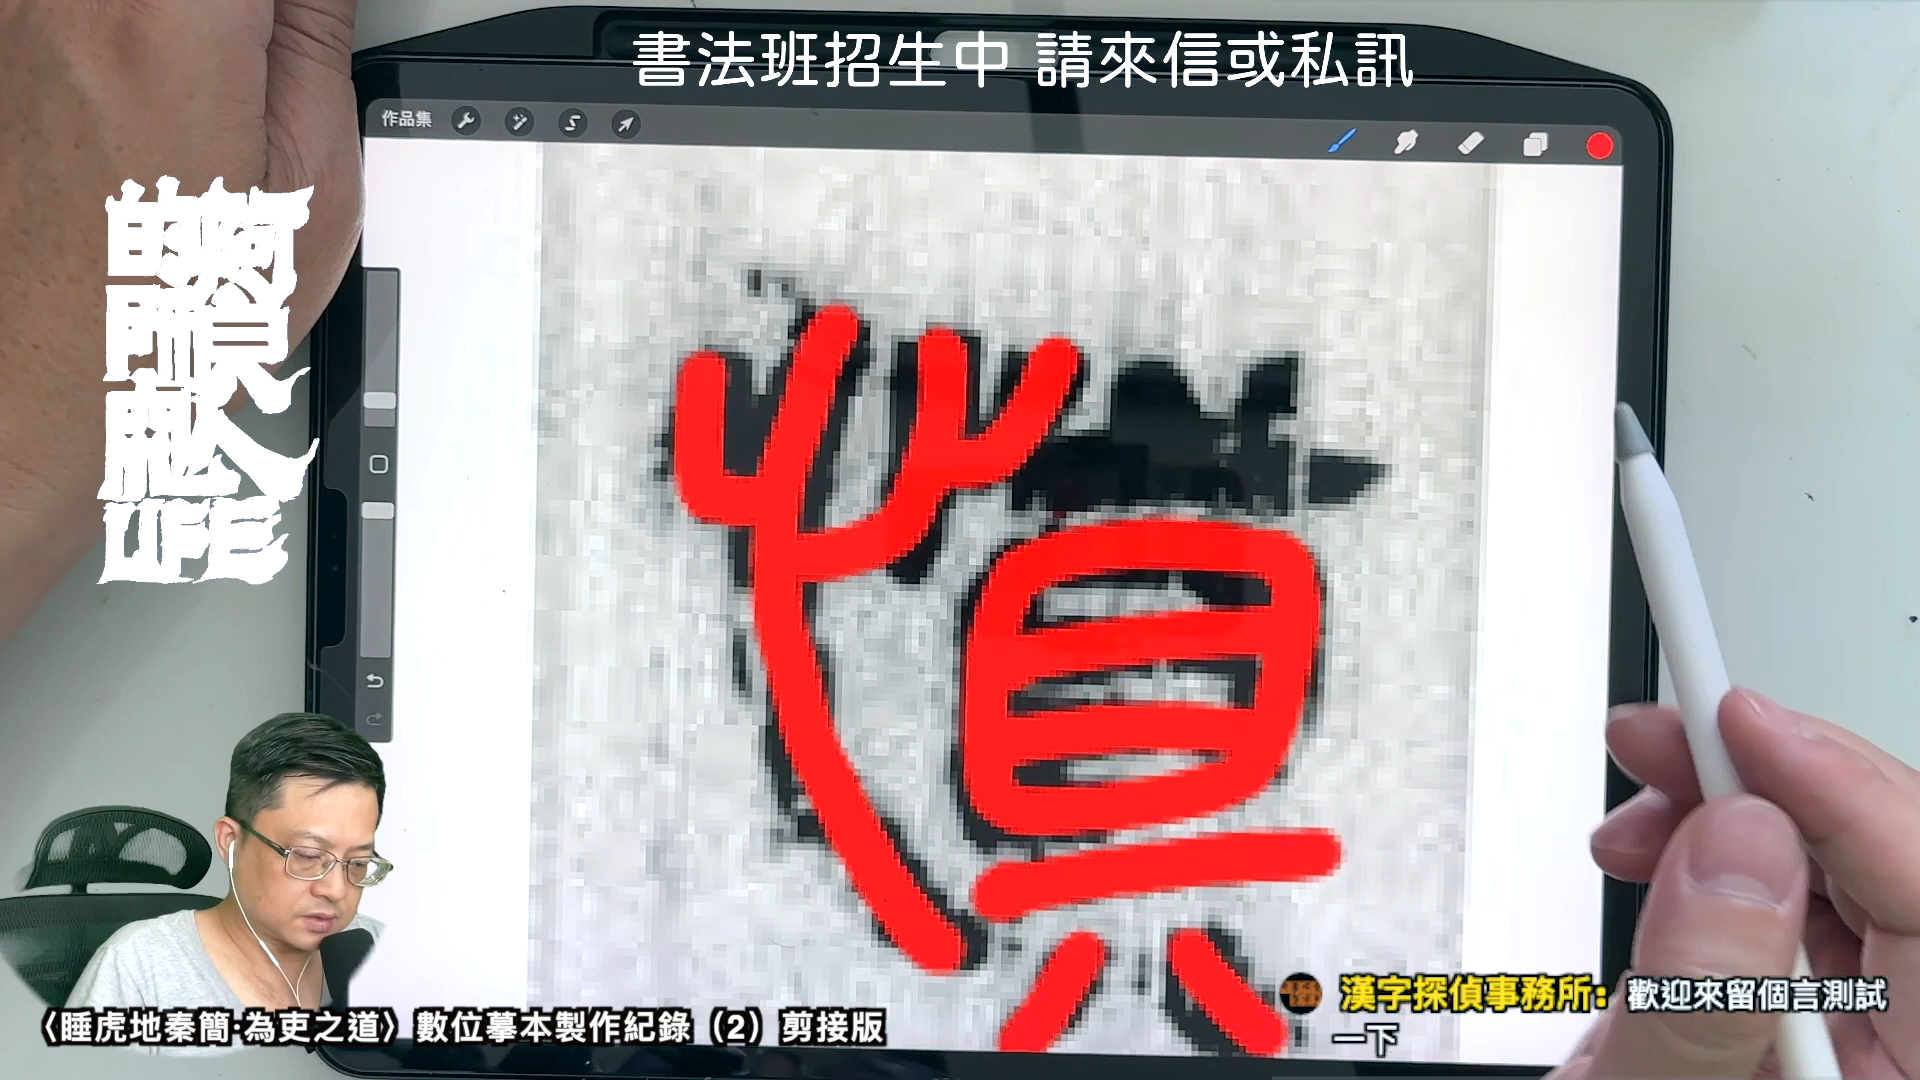 書法班招生中 請來信或私訊
作品集
漢字探偵事務所：歡迎來留個言測試
一下
〈睡虎地秦簡·為吏之道〉數位摹本製作紀錄（2）剪接版